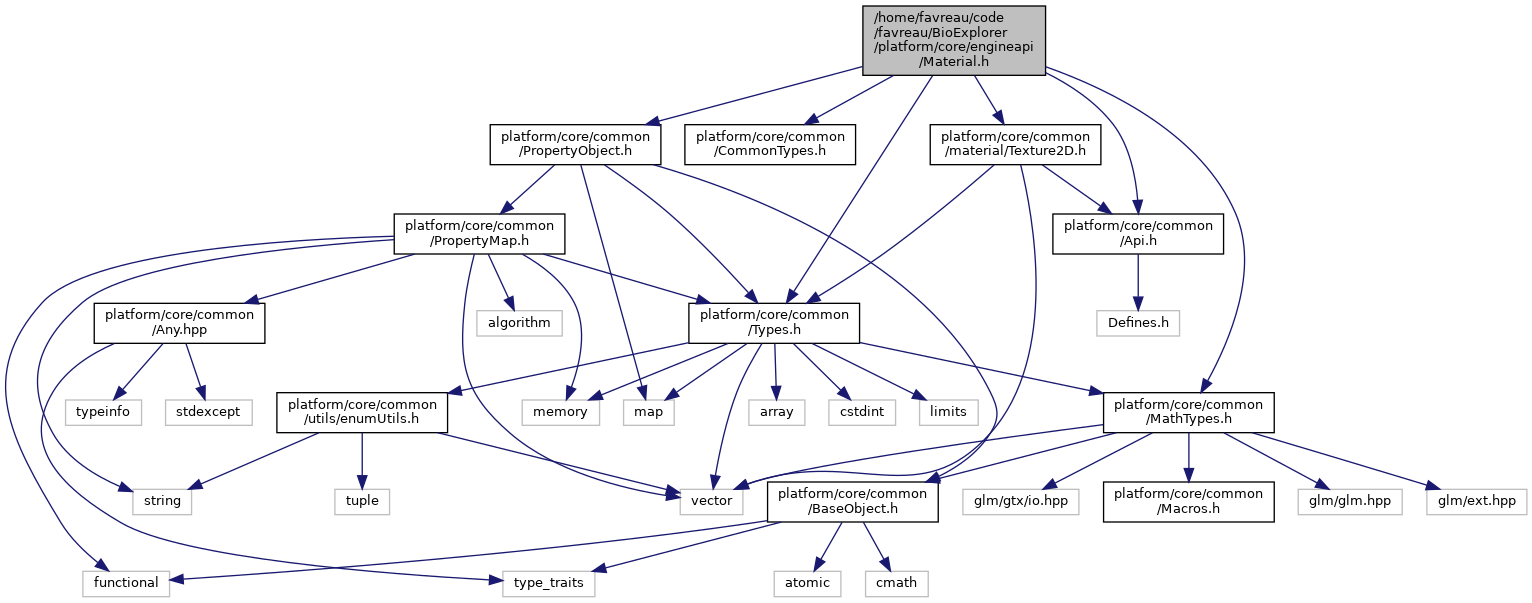 /home/favreau/code
/favreau/BioExplorer
/platform/core/engineapi
/Material.h
platform/core/common
/PropertyObject.h
platform/core/common
/CommonTypes.h
platform/core/common
/material/Texture2D.h
platform/core/common
/PropertyMap.h
platform/core/common
/Api.h
platform/core/common
/Any.hpp
algorithm
platform/core/common
/Types.h
Defines.h
typeinfo
stdexcept
platform/core/common
/utils/enumUtils.h
memory
map
array
cstdint
limits
platform/core/common
/MathTypes.h
string
tuple
vector
platform/core/common
/BaseObject.h
glm/gtx/io.hpp
platform/core/common
/Macros.h
glm/glm.hpp
glm/ext.hpp
functional
type_traits
atomic
cmath